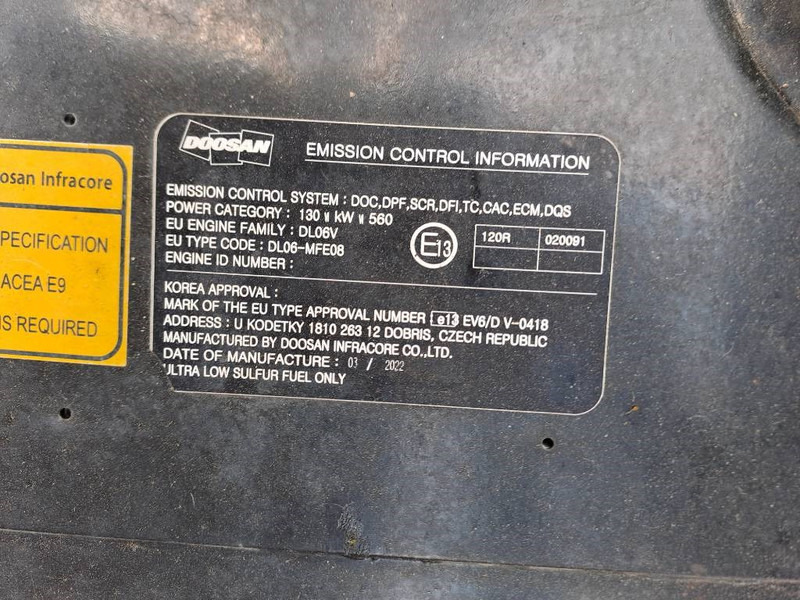 oosan Infracore
PECIFICATION
ACEA E9
IS REQUIRED
DOOSAN
EMISSION CONTROL INFORMATION
EMISSION CONTROL SYSTEM : DOC,DPF,SCR,DFI,TC,CAC,ECM,DQS
POWER CATEGORY : 130 kW 560
EU ENGINE FAMILY : DL06V
EU TYPE CODE : DL06-MFE08
ENGINE ID NUMBER :
E13
120R 020091
KOREA APPROVAL :
MARK OF THE EU TYPE APPROVAL NUMBER e13 EV6/D V-0418
ADDRESS : U KODETKY 1810 263 12 DOBRIS, CZECH REPUBLIC
MANUFACTURED BY DOOSAN INFRACORE CO.,LTD.
DATE OF MANUFACTURE : 03 / 2022
ULTRA LOW SULFUR FUEL ONLY